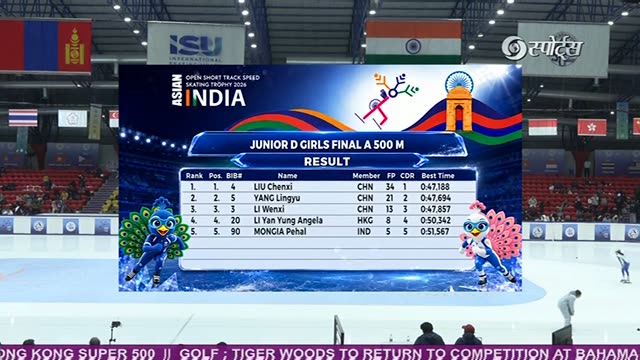 ISU
INTERNATIONAL
स्पोर्ट्स
ASIAN
OPEN SHORT TRACK SPEED
SKATING TROPHY 2026
INDIA
JUNIOR D GIRLS FINAL A 500 M
RESULT
Rank Pos. BIB# Name Member FP CDR Best Time
1. 1. 4 LIU Chenxi CHN 34 1 0:47,188
2. 2. 5 YANG Lingyu CHN 21 2 0:47,694
3. 3. 3 LI Wenxi CHN 13 3 0:47,857
4. 4. 20 LI Yan Yung Angela HKG 8 4 0:50,342
5. 5. 90 MONGIA Pehal IND 5 5 0:51,567
ONG KONG SUPER 500 || GOLF ; TIGER WOODS TO RETURN TO COMPETITION AT BAHAMA